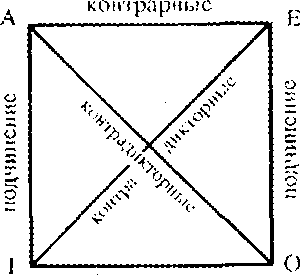 контрарные
А
Е
подчинение
подчинение
контрадикторные
контра дикторные
I
О